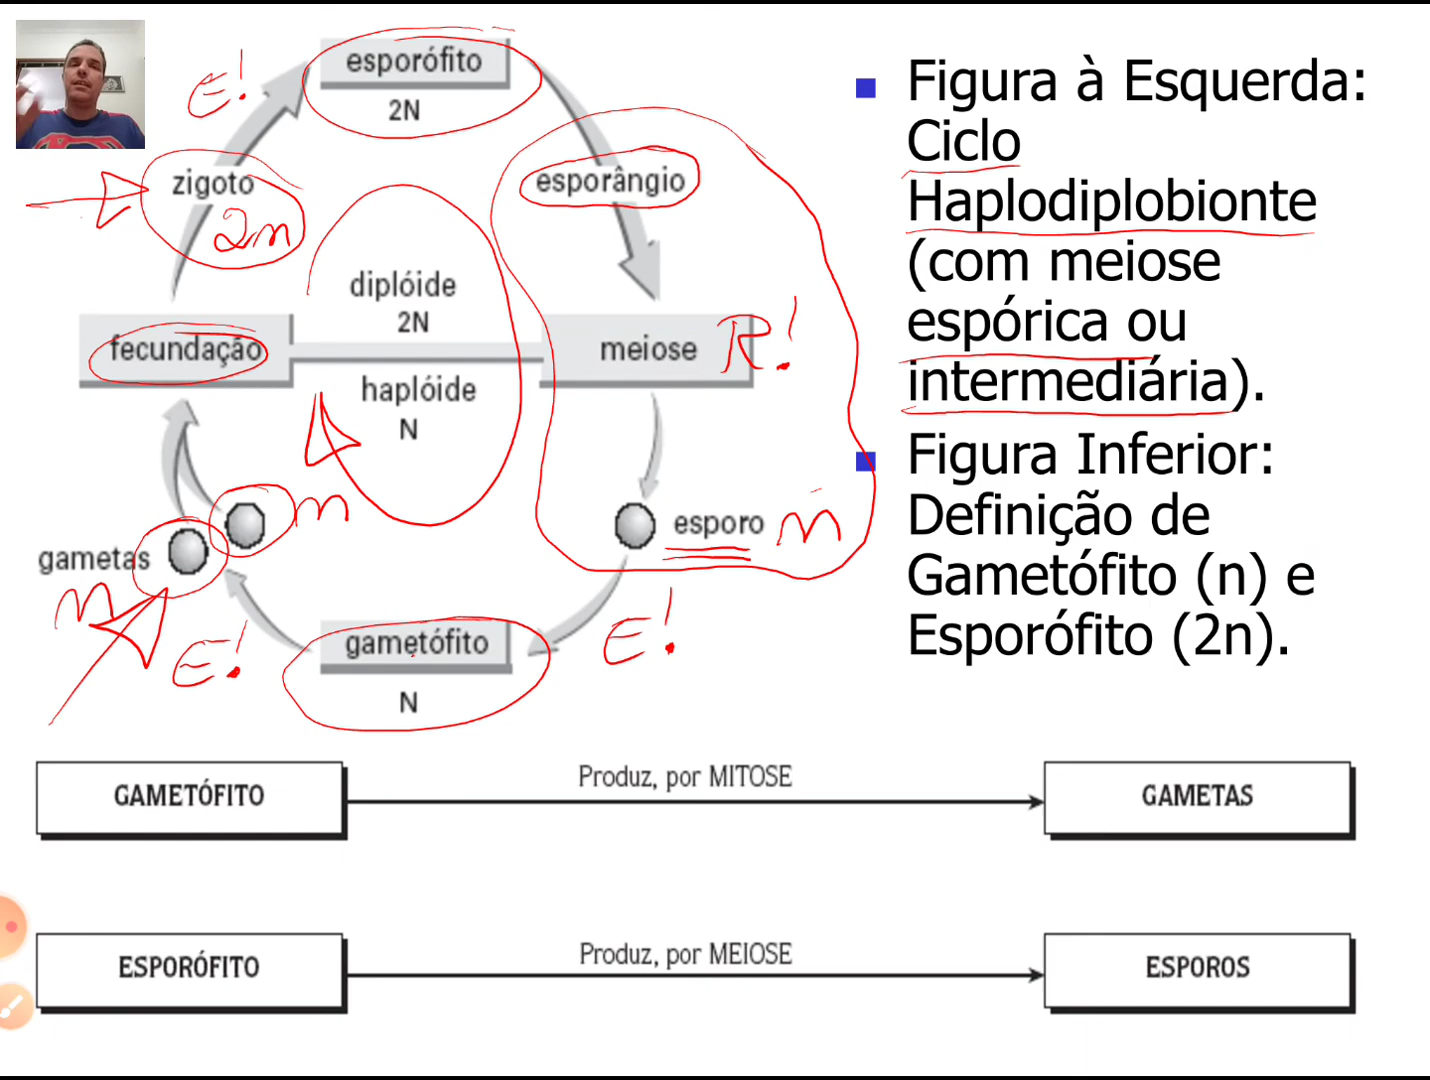 E!
esporófito
2N
zigoto
2n
esporângio
diplóide
2N
fecundação
meiose R!
haplóide
N
n
esporo n
gametas
n
E!
E!
gametófito
N
Figura à Esquerda:
Ciclo
Haplodiplobionte
(com meiose
espórica ou
intermediária).
Figura Inferior:
Definição de
Gametófito (n) e
Esporófito (2n).
GAMETÓFITO
Produz, por MITOSE
GAMETAS
ESPORÓFITO
Produz, por MEIOSE
ESPOROS